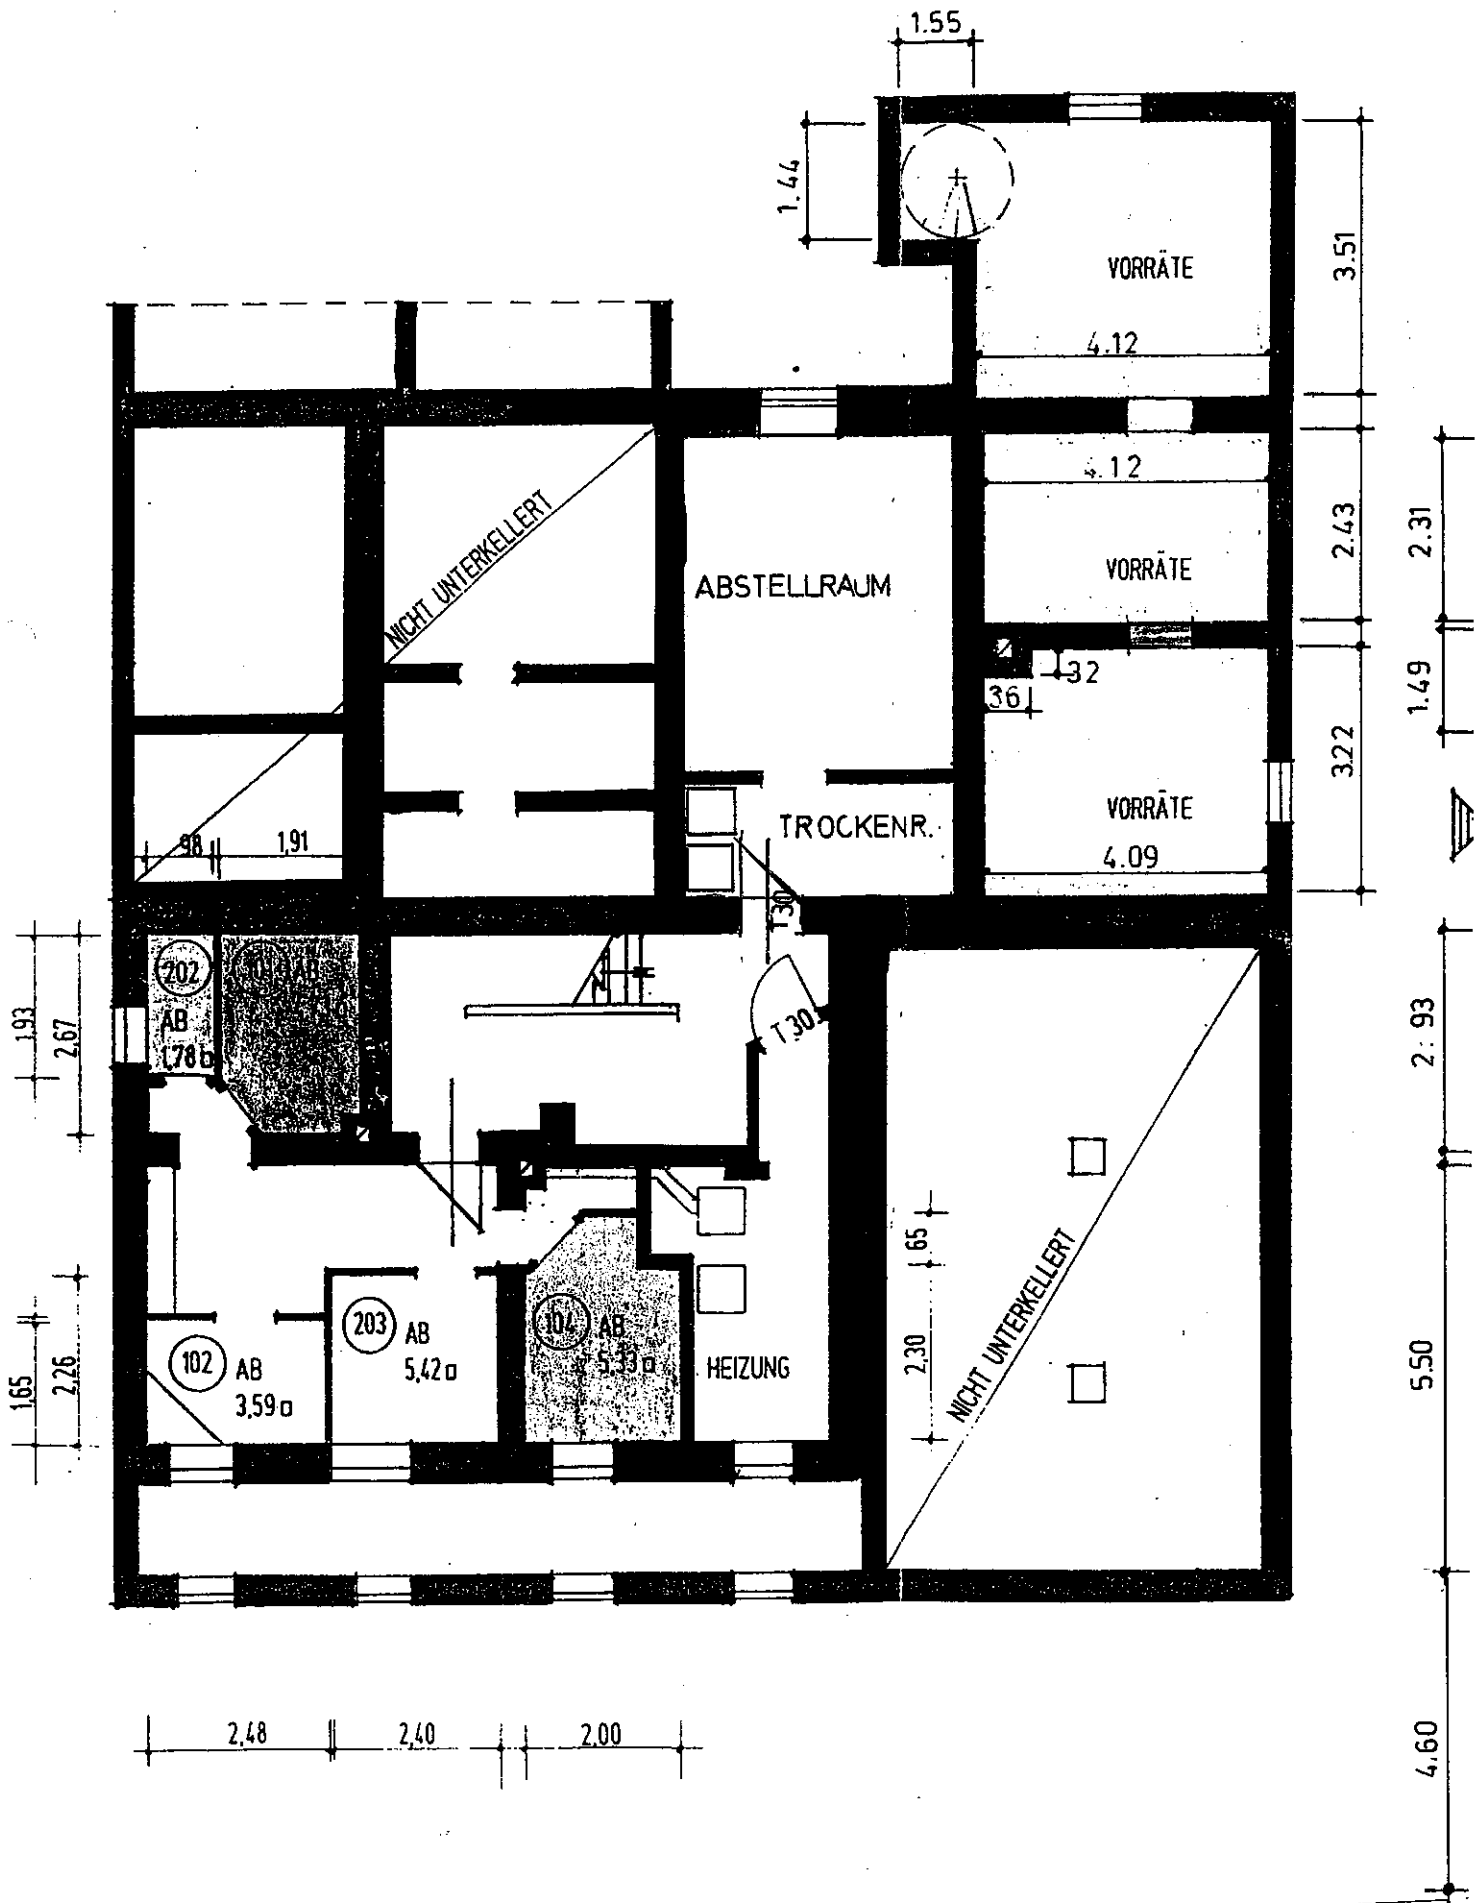 1.55
1.44
VORRÄTE
3.51
4.12
4.12
NICHT UNTERKELLERT
ABSTELLRAUM
VORRÄTE
2.43
2.31
32
36
1.49
3.22
TROCKENR.
VORRÄTE
4.09
98
1,91
T30
202
AB
AB
1,78
1,93
2,67
T30
2:93
65
2,30
NICHT UNTERKELLERT
203
AB
5,42
104
AB
5,33
HEIZUNG
102
AB
3,59
1,65
2,26
5.50
2,48
2,40
2,00
4.60